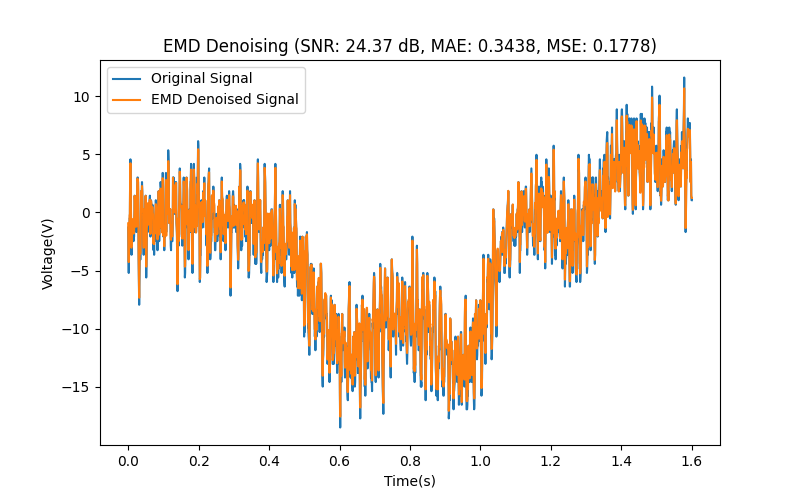 EMD Denoising (SNR: 24.37 dB, MAE: 0.3438, MSE: 0.1778)
Original Signal
EMD Denoised Signal
10
5
0
−5
−10
−15
Voltage(V)
0.0 0.2 0.4 0.6 0.8 1.0 1.2 1.4 1.6
Time(s)